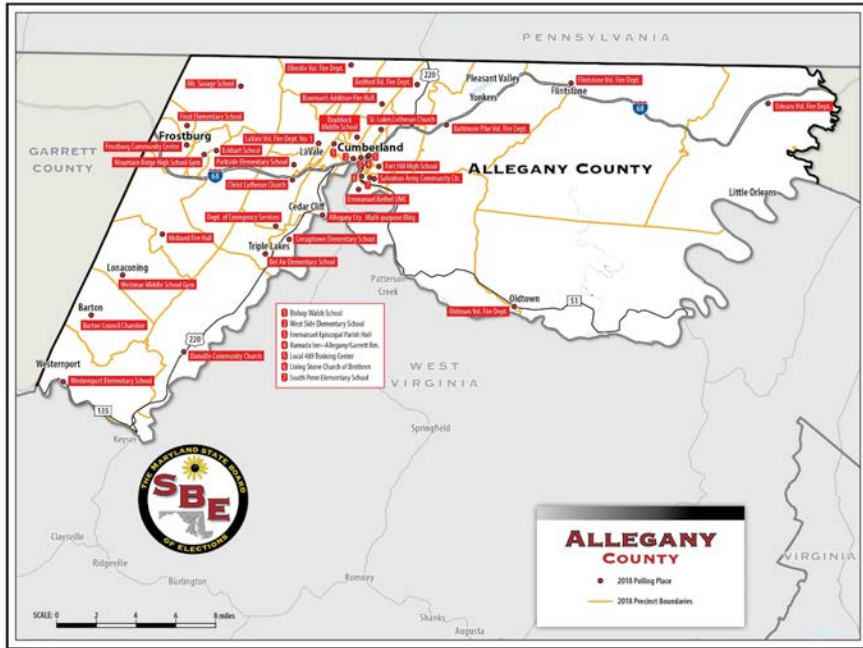 PENNSYLVANIA
Ellerslie Vol. Fire Dept.
220
Mt. Savage School
Bedford Rd. Fire Dept.
Pleasant Valley
Flintstone Vol. Fire Dept.
Flintstone
Bowman's Addition Fire Hall
Yonkers
68
Orleans Vol. Fire Dept.
Frost Elementary School
Braddock
Middle School
St. Lukes Lutheran Church
Frostburg
LaVale Vol. Fire Dept. No. 1
Baltimore Pike Vol. Fire Dept.
Frostburg Community Center
Eckhart School
LaVale
Cumberland
GARRETT
COUNTY
Mountain Ridge High School Gym
Parkside Elementary School
Fort Hill High School
ALLEGANY COUNTY
68
Christ Lutheran Church
Salvation Army Community Ctr.
Little Orleans
Emmanuel Bethel UMC
Cedar Cliff
Dept. of Emergency Services
Allegany Cty. Multi-purpose Bldg.
Midland Fire Hall
Cresaptown Elementary School
Triple Lakes
Bel Air Elementary School
Lonaconing
Westmar Middle School Gym
Patterson
Creek
Oldtown
51
Oldtown Vol. Fire Dept.
Barton
Barton Council Chamber
1 Bishop Walsh School
2 West Side Elementary School
3 Emmanuel Episcopal Parish Hall
4 Ramada Inn–Allegany/Garrett Rm.
5 Local 489 Training Center
6 Living Stone Church of Brethren
7 South Penn Elementary School
220
Danville Community Church
Westernport
Westernport Elementary School
WEST
VIRGINIA
135
Keyser
Springfield
THE MARYLAND STATE BOARD
SBE
OF ELECTIONS
Claysville
Ridgeville
Burlington
Romney
Shanks
Augusta
VIRGINIA
ALLEGANY
COUNTY
2018 Polling Place
2018 Precinct Boundaries
SCALE: 0 2 4 6 8 miles